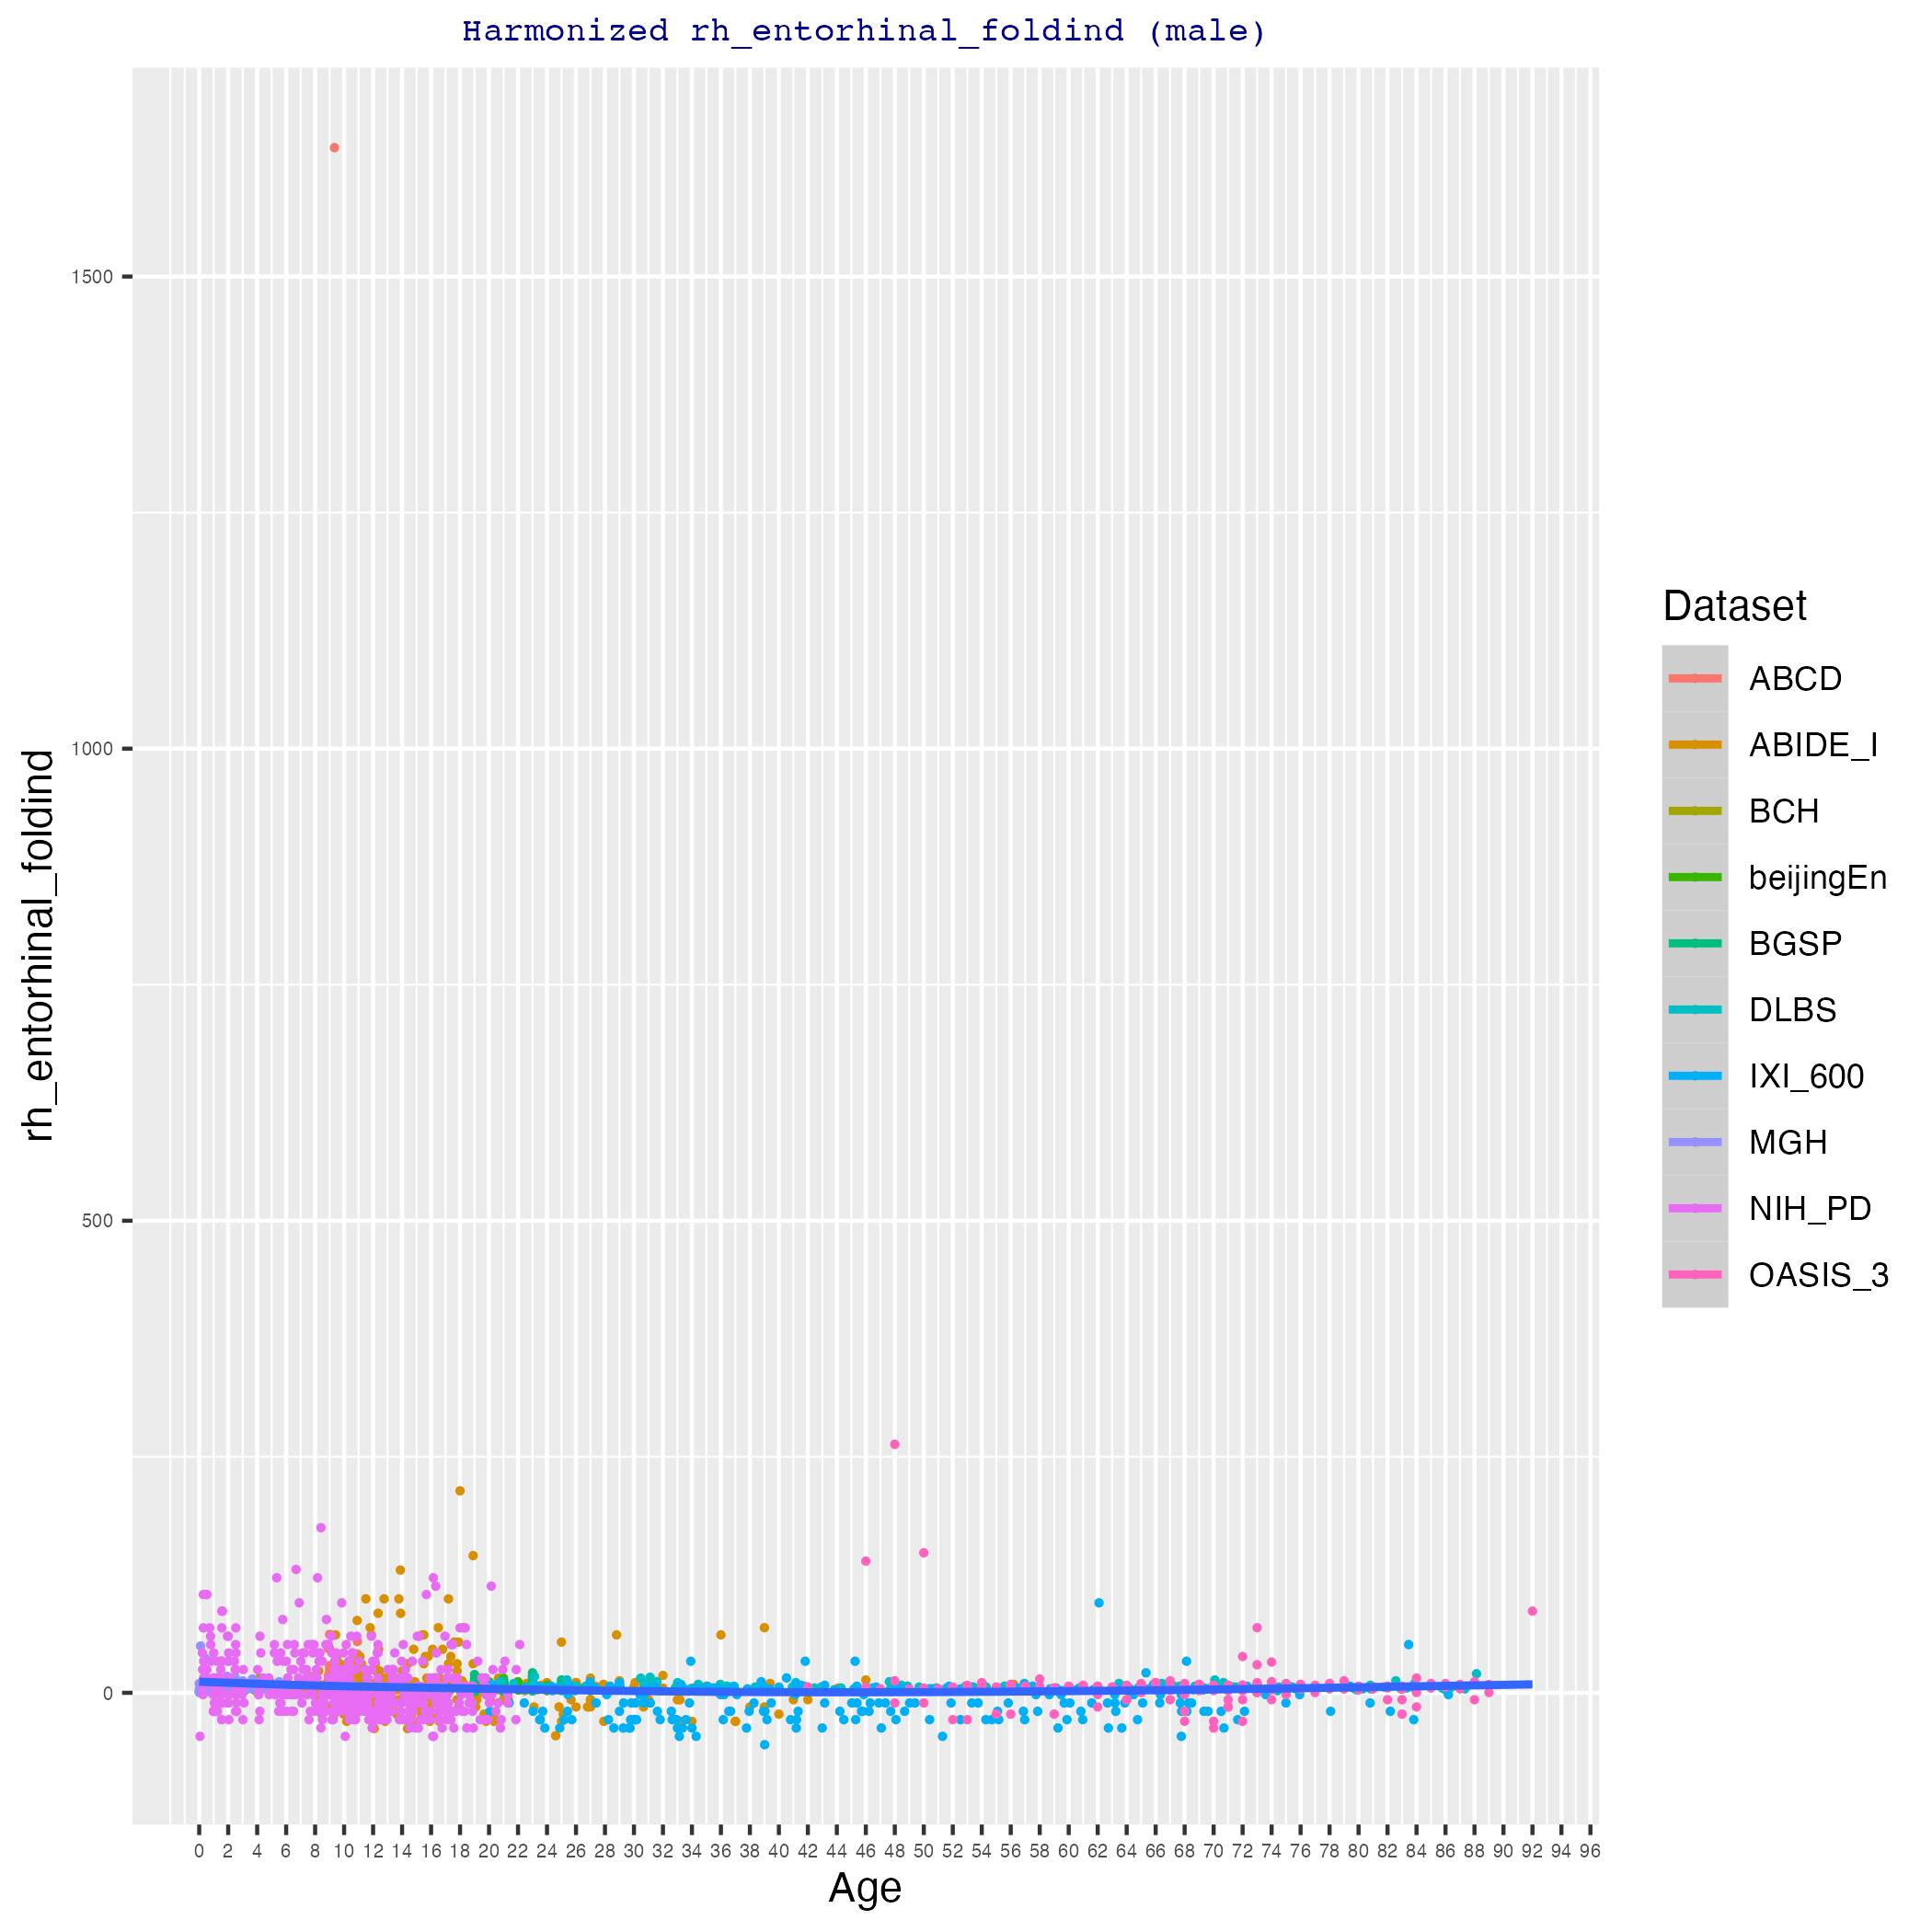 Harmonized rh_entorhinal_foldind (male)
rh_entorhinal_foldind
1500
1000
500
0
0 2 4 6 8 10 12 14 16 18 20 22 24 26 28 30 32 34 36 38 40 42 44 46 48 50 52 54 56 58 60 62 64 66 68 70 72 74 76 78 80 82 84 86 88 90 92 94 96
Age
Dataset
ABCD
ABIDE_I
BCH
beijingEn
BGSP
DLBS
IXI_600
MGH
NIH_PD
OASIS_3